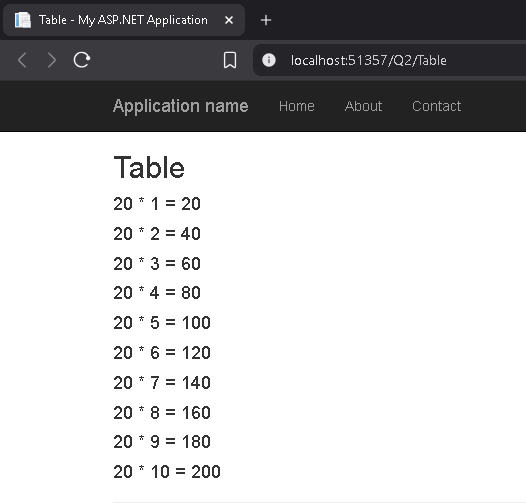 Table - My ASP.NET Application
localhost:51357/Q2/Table
Application name Home About Contact
Table
20 * 1 = 20
20 * 2 = 40
20 * 3 = 60
20 * 4 = 80
20 * 5 = 100
20 * 6 = 120
20 * 7 = 140
20 * 8 = 160
20 * 9 = 180
20 * 10 = 200